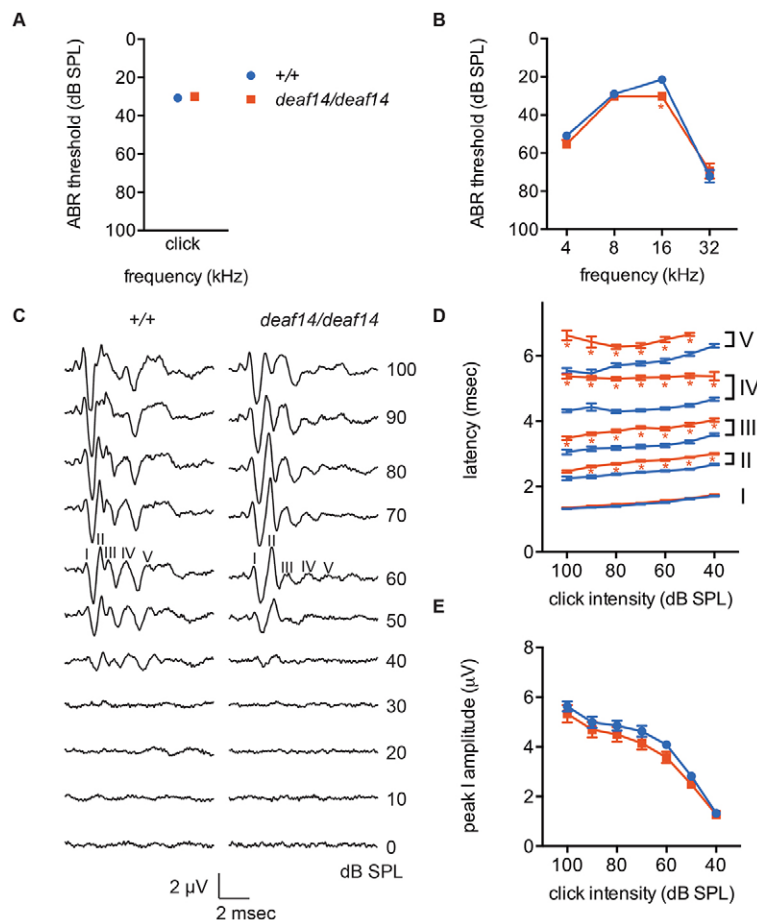 A
0
20
40
60
80
100
ABR threshold (dB SPL)
click
frequency (kHz)
+/+
deaf14/deaf14
B
0
20
40
60
80
100
ABR threshold (dB SPL)
*
4 8 16 32
frequency (kHz)
C
+/+ deaf14/deaf14
100
90
80
70
I II III IV V
I II III IV V
60
50
40
30
20
10
0
dB SPL
2 μV
2 msec
D
6
4
2
0
latency (msec)
* * * * * *
V
* * * * * * *
IV
* * * * * * *
III
* * * * * *
II
I
100 80 60 40
click intensity (dB SPL)
E
8
6
4
2
0
peak I amplitude (μV)
100 80 60 40
click intensity (dB SPL)